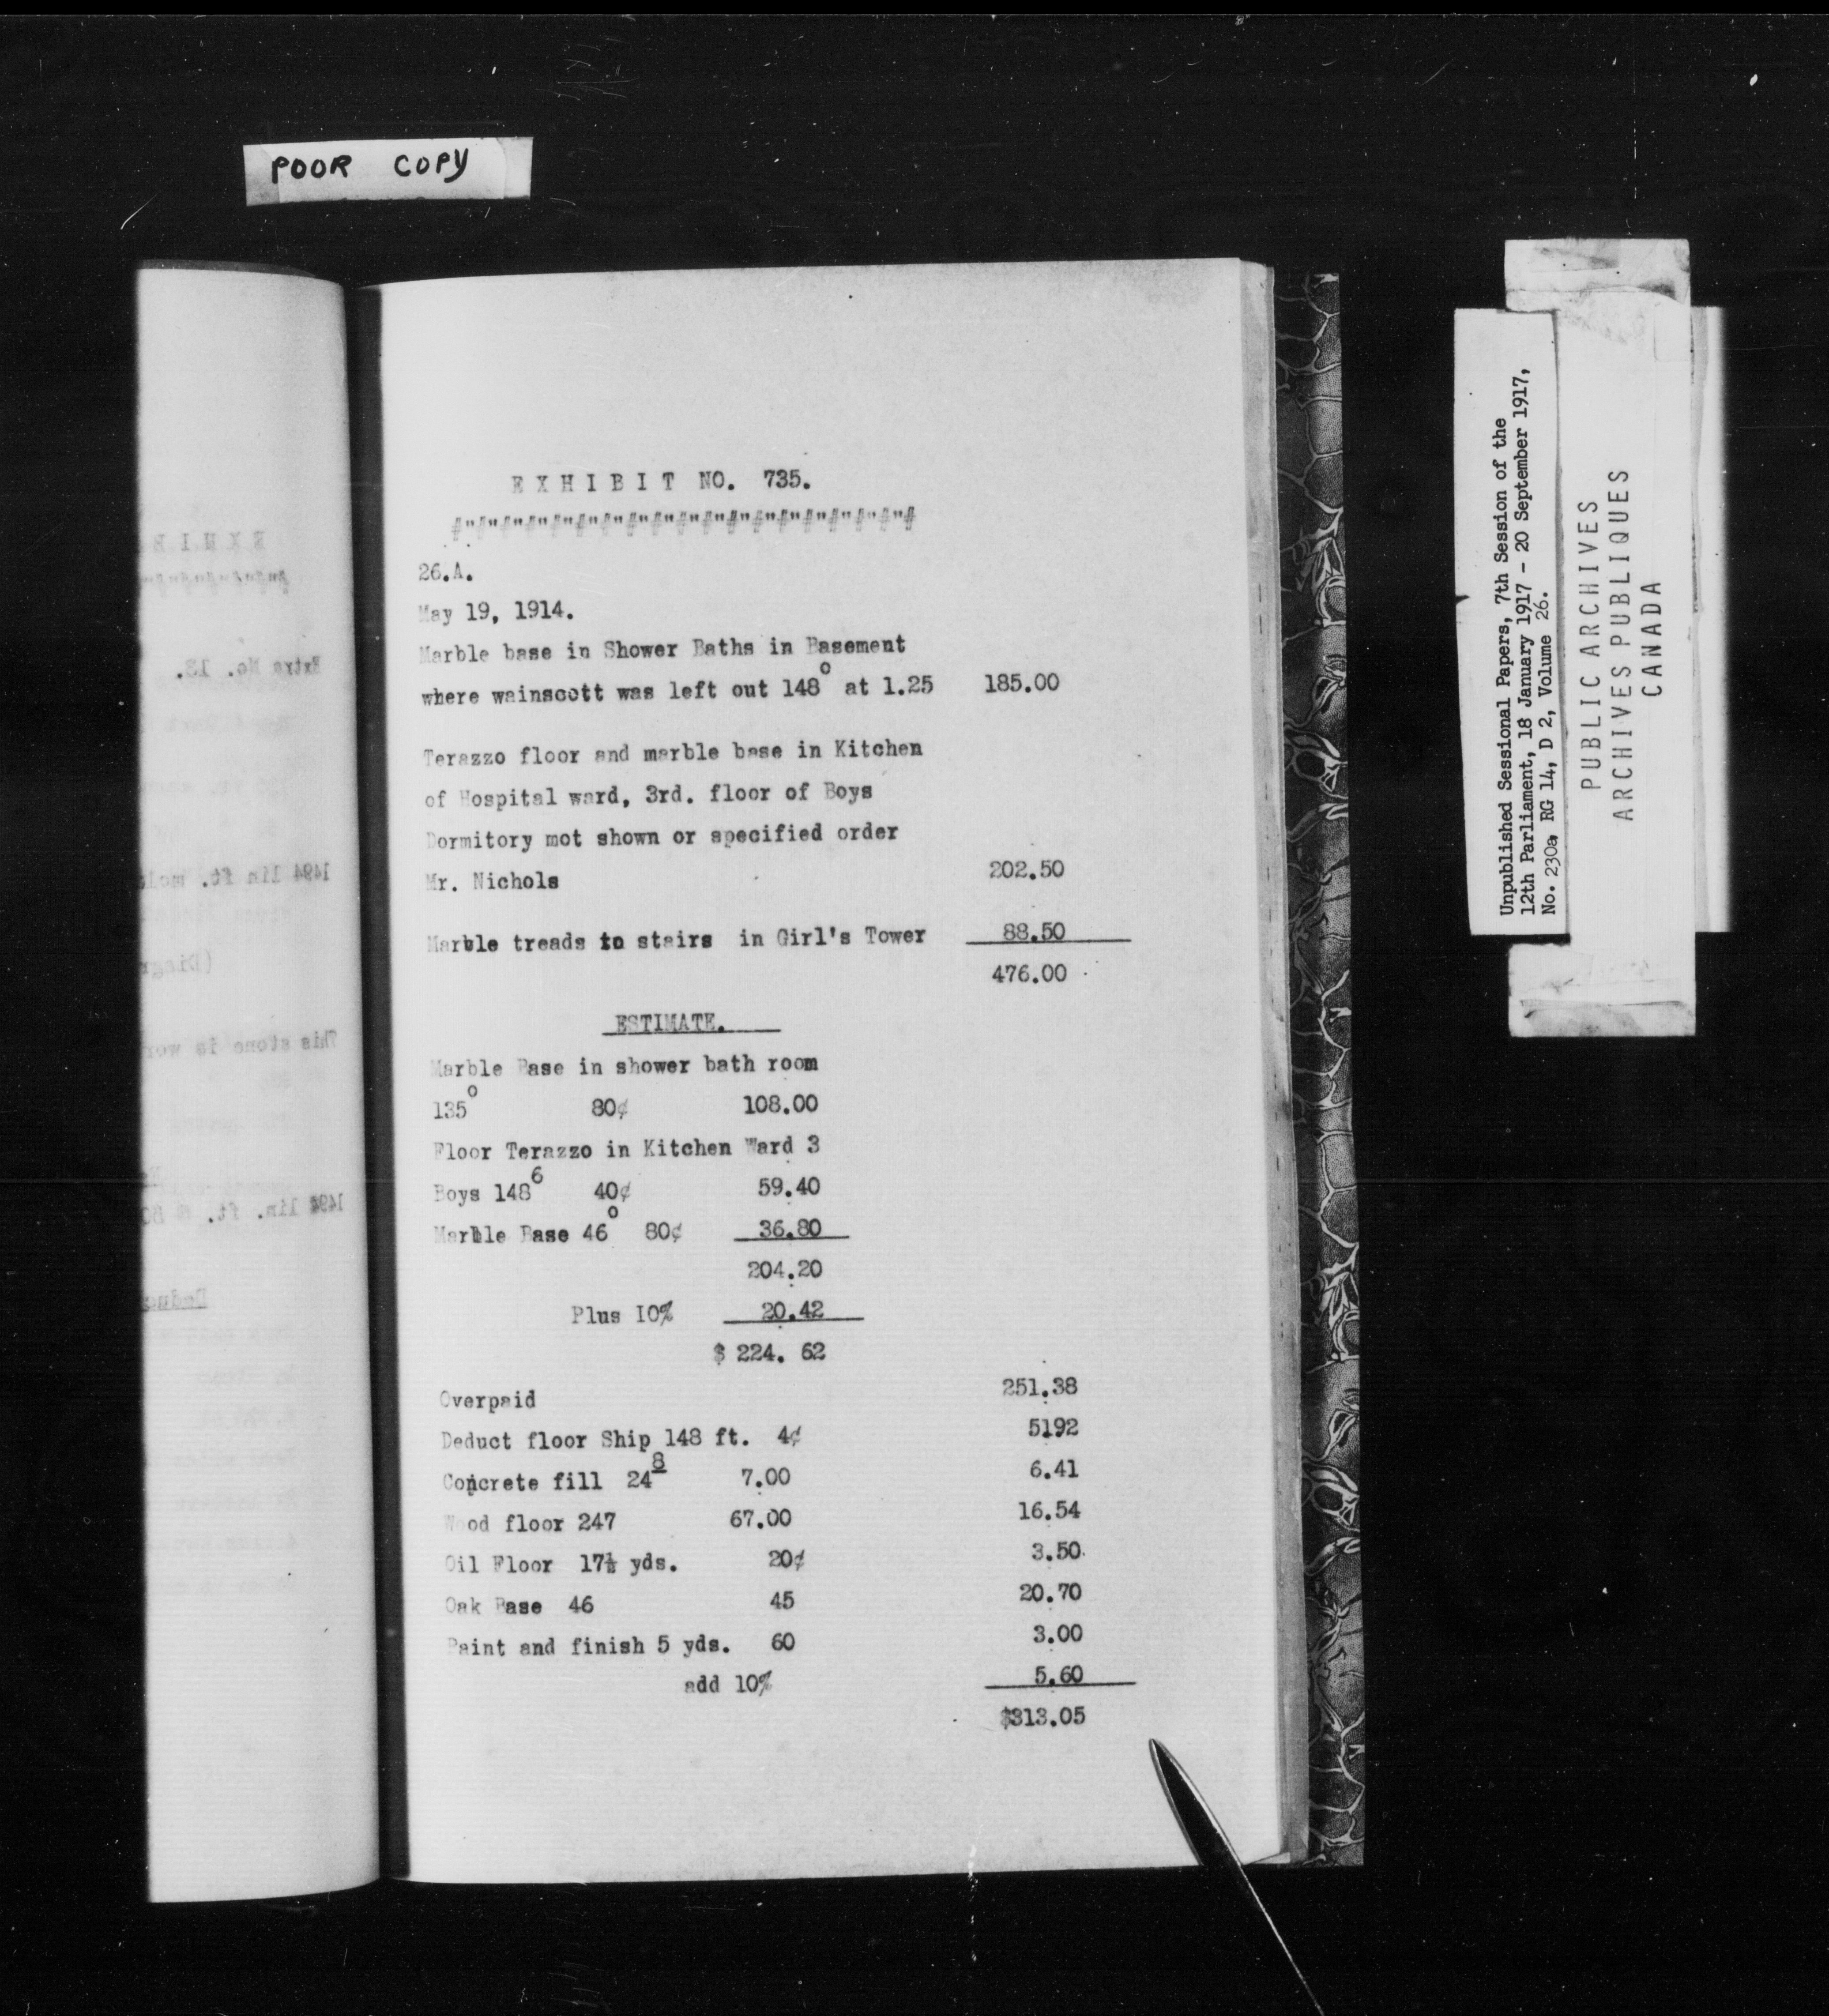 POOR COPY
EXHIBIT NO. 735.
#"#"#"#"#"#"#"#"#"#"#"#"#"#"#"#"#"#"#
26.A.
May 19, 1914.
Marble base in Shower Baths in Basement
where wainscott was left out 148° at 1.25 185.00
Terazzo floor and marble base in Kitchen
of Hospital ward, 3rd. floor of Boys
Dormitory mot shown or specified order
Mr. Nichols 202.50
Marble treads to stairs in Girl's Tower 88.50
476.00
ESTIMATE.
Marble Base in shower bath room
135° 80¢ 108.00
Floor Terazzo in Kitchen Ward 3
Boys 148⁶ 40¢ 59.40
Marble Base 46° 80¢ 36.80
204.20
Plus 10% 20.42
$ 224. 62
Overpaid 251.38
Deduct floor Ship 148 ft. 4¢ 5192
Concrete fill 24⁸ 7.00 6.41
Wood floor 247 67.00 16.54
Oil Floor 17½ yds. 20¢ 3.50
Oak Base 46 45 20.70
Paint and finish 5 yds. 60 3.00
add 10% 5.60
$313.05
Unpublished Sessional Papers, 7th Session of the
12th Parliament, 18 January 1917 - 20 September 1917,
No. 230a, RG 14, D 2, Volume 26.
PUBLIC ARCHIVES
ARCHIVES PUBLIQUES
CANADA